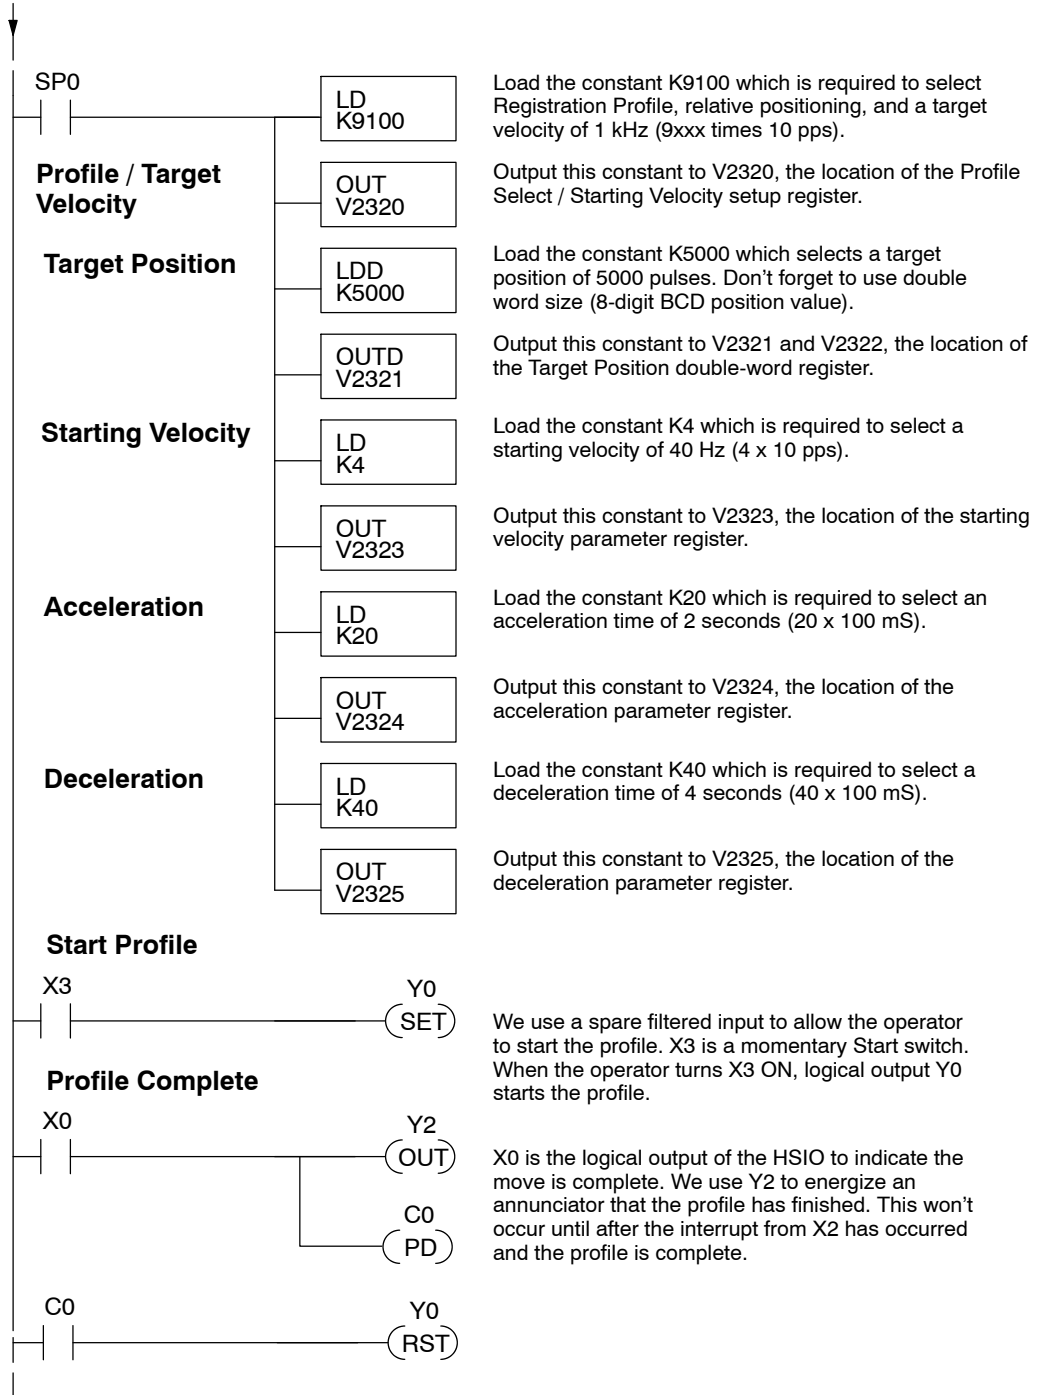 SP0
LD
K9100
Load the constant K9100 which is required to select
Registration Profile, relative positioning, and a target
velocity of 1 kHz (9xxx times 10 pps).
Profile / Target
Velocity
OUT
V2320
Output this constant to V2320, the location of the Profile
Select / Starting Velocity setup register.
Target Position
LDD
K5000
Load the constant K5000 which selects a target
position of 5000 pulses. Don’t forget to use double
word size (8-digit BCD position value).
OUTD
V2321
Output this constant to V2321 and V2322, the location of
the Target Position double-word register.
Starting Velocity
LD
K4
Load the constant K4 which is required to select a
starting velocity of 40 Hz (4 x 10 pps).
OUT
V2323
Output this constant to V2323, the location of the starting
velocity parameter register.
Acceleration
LD
K20
Load the constant K20 which is required to select an
acceleration time of 2 seconds (20 x 100 mS).
OUT
V2324
Output this constant to V2324, the location of the
acceleration parameter register.
Deceleration
LD
K40
Load the constant K40 which is required to select a
deceleration time of 4 seconds (40 x 100 mS).
OUT
V2325
Output this constant to V2325, the location of the
deceleration parameter register.
Start Profile
X3
Y0
SET
We use a spare filtered input to allow the operator
to start the profile. X3 is a momentary Start switch.
When the operator turns X3 ON, logical output Y0
starts the profile.
Profile Complete
X0
Y2
OUT
X0 is the logical output of the HSIO to indicate the
move is complete. We use Y2 to energize an
annunciator that the profile has finished. This won’t
occur until after the interrupt from X2 has occurred
and the profile is complete.
C0
PD
C0
Y0
RST